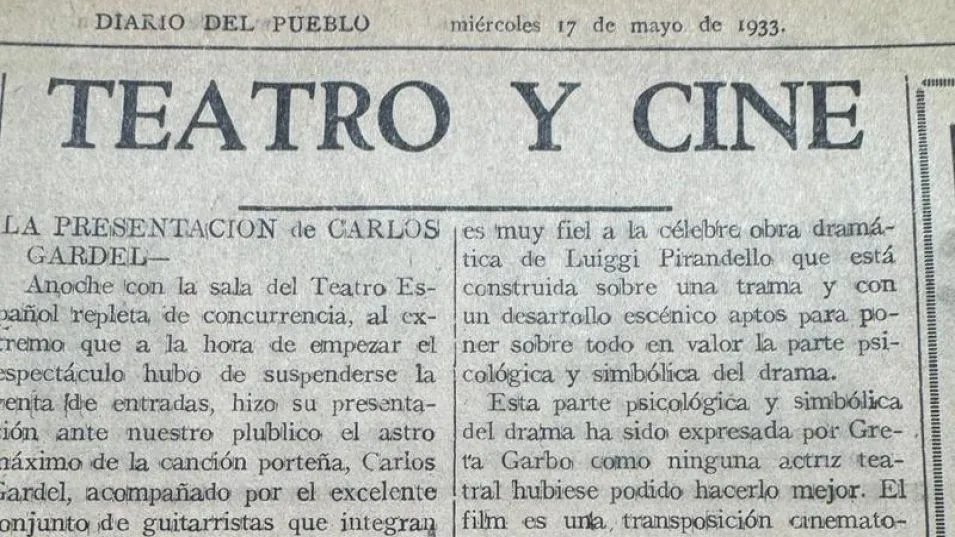 DIARIO DEL PUEBLO miércoles 17 de mayo de 1933.
TEATRO Y CINE
LA PRESENTACION de CARLOS
GARDEL—
Anoche con la sala del Teatro Es-
pañol repleta de concurrencia, al ex-
tremo que a la hora de empezar el
espectáculo hubo de suspenderse la
venta de entradas, hizo su presenta-
ción ante nuestro plublico el astro
máximo de la canción porteña, Carlos
Gardel, acompañado por el excelente
conjunto de guitarristas que integran
es muy fiel a la célebre obra dramá-
tica de Luiggi Pirandello que está
construida sobre una trama y con
un desarrollo escénico aptos para po-
ner sobre todo en valor la parte psi-
cológica y simbólica del drama.
Esta parte psicológica y simbólica
del drama ha sido expresada por Gre-
ta Garbo como ninguna actriz tea-
tral hubiese podido hacerlo mejor. El
film es una transposición cinemato-